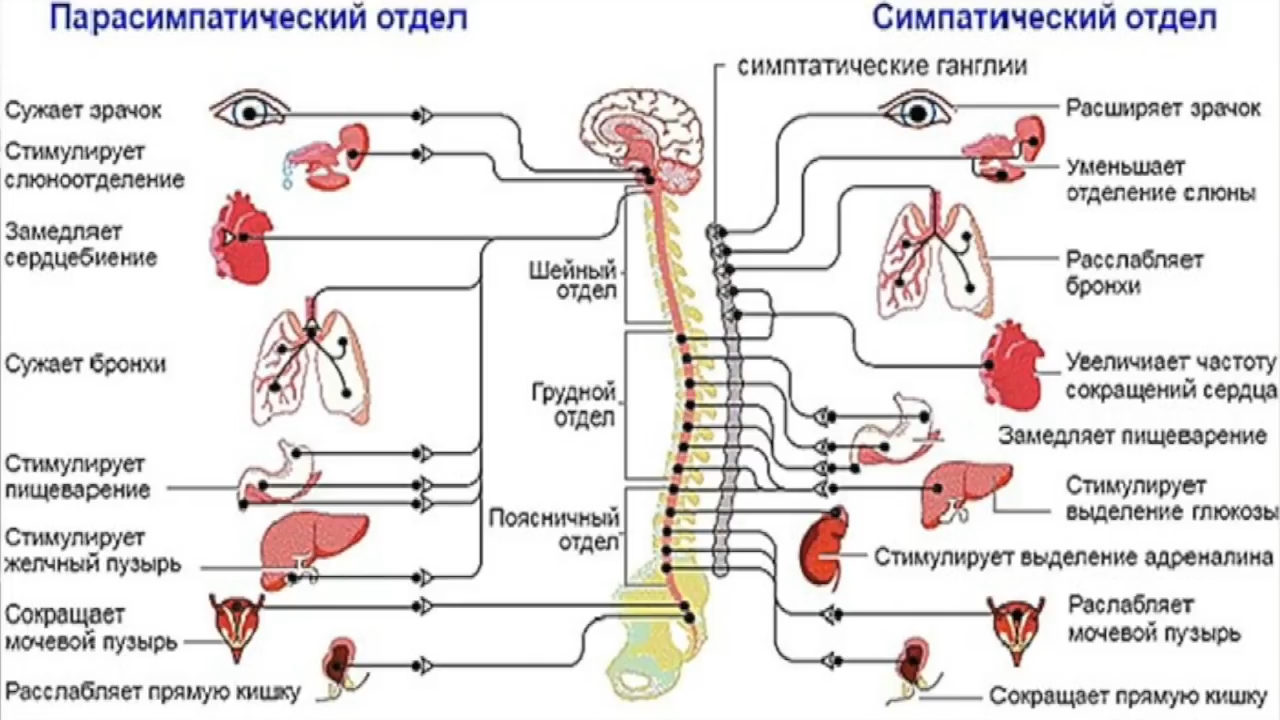 Парасимпатический отдел
Симпатический отдел
симптатические ганглии
Сужает зрачок
Стимулирует
слюноотделение
Замедляет
сердцебиение
Сужает бронхи
Стимулирует
пищеварение
Стимулирует
желчный пузырь
Сокращает
мочевой пузырь
Расслабляет прямую кишку
Шейный
отдел
Грудной
отдел
Поясничный
отдел
Расширяет зрачок
Уменьшает
отделение слюны
Расслабляет
бронхи
Увеличиает частоту
сокращений сердца
Замедляет пищеварение
Стимулирует
выделение глюкозы
Стимулирует выделение адреналина
Раслабляет
мочевой пузырь
Сокращает прямую кишку